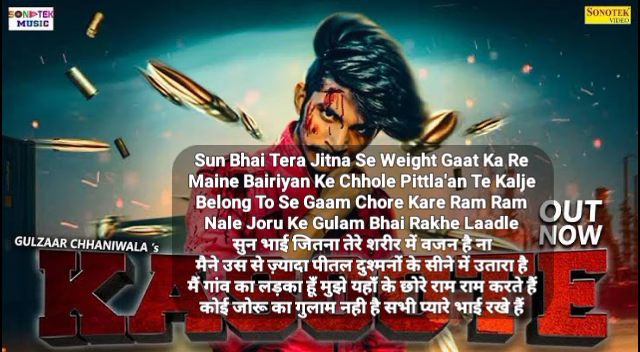 SONOTEK
MUSIC
SONOTEK
VIDEO
Sun Bhai Tera Jitna Se Weight Gaat Ka Re
Maine Bairiyan Ke Chhole Pittla'an Te Kalje
Belong To Se Gaam Chore Kare Ram Ram
Nale Joru Ke Gulam Bhai Rakhe Laadle
OUT
NOW
GULZAAR CHHANIWALA 's
सुन भाई जितना तेरे शरीर में वजन है ना
मैने उस से ज़्यादा पीतल दुश्मनों के सीने में उतारा है
मैं गांव का लड़का हूँ मुझे यहाँ के छोरे राम राम करते हैं
कोई जोरू का गुलाम नही है सभी प्यारे भाई रखे हैं